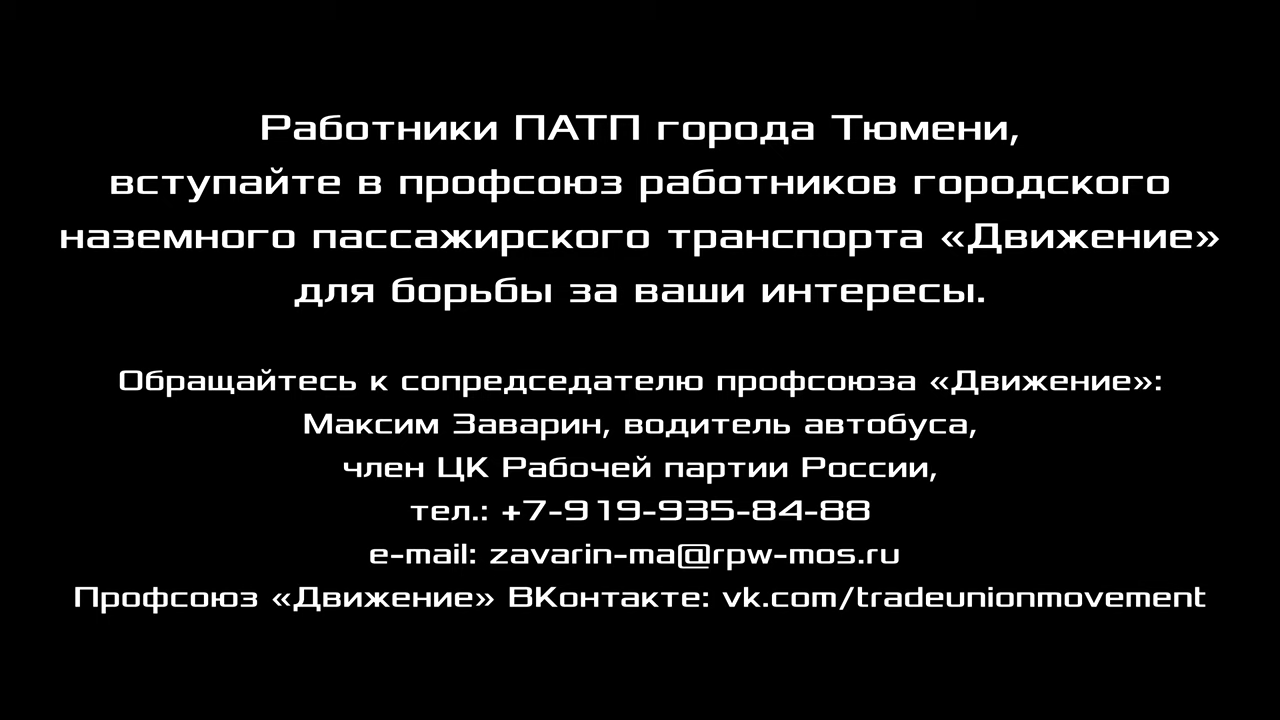 Работники ПАТП города Тюмени,
вступайте в профсоюз работников городского
наземного пассажирского транспорта «Движение»
для борьбы за ваши интересы.
Обращайтесь к сопредседателю профсоюза «Движение»:
Максим Заварин, водитель автобуса,
член ЦК Рабочей партии России,
тел.: +7-919-935-84-88
e-mail: zavarin-ma@rpw-mos.ru
Профсоюз «Движение» ВКонтакте: vk.com/tradeunionmovement